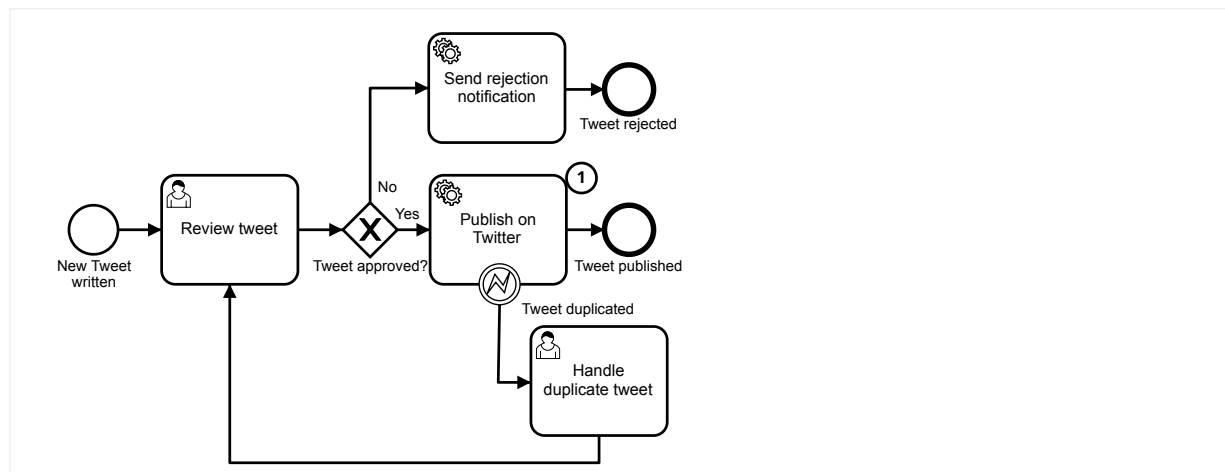 Send rejection
notification
Tweet rejected
No
1
Review tweet
X
Yes
Publish on
Twitter
New Tweet
written
Tweet approved?
Tweet published
Tweet duplicated
Handle
duplicate tweet